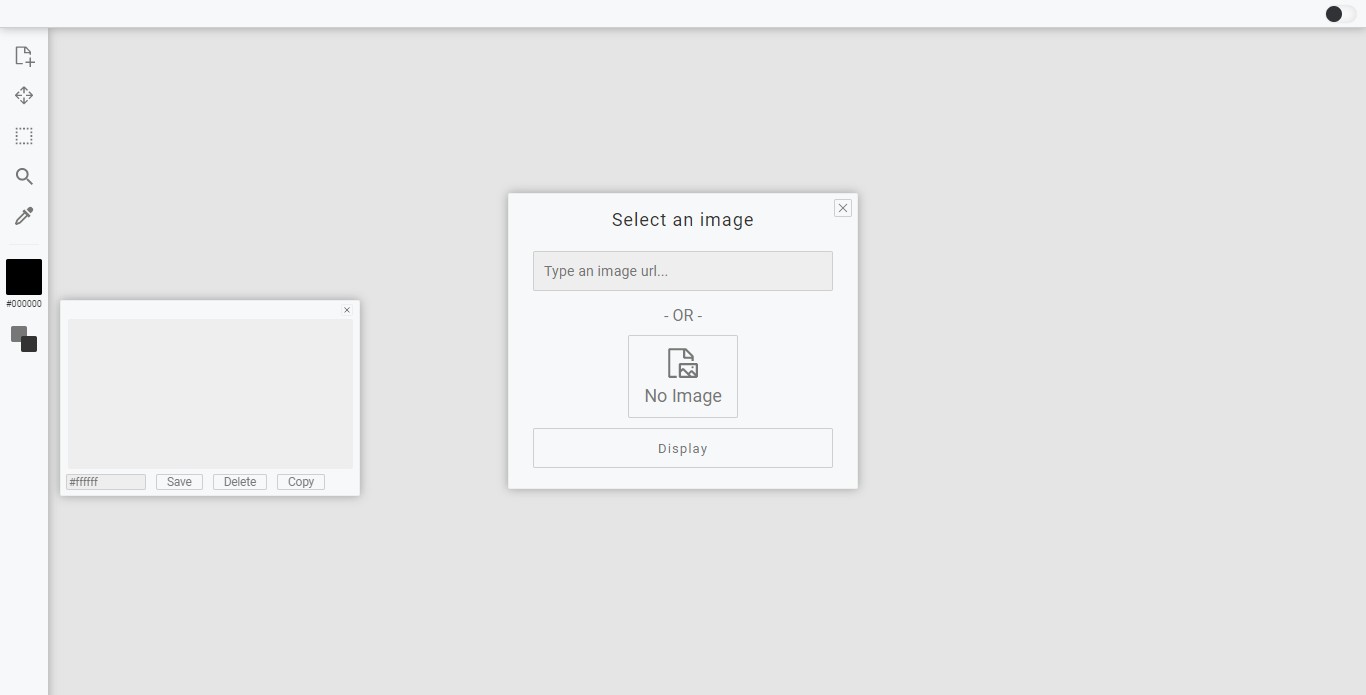 #000000
#ffffff
Save
Delete
Copy
Select an image
Type an image url...
- OR -
No Image
Display